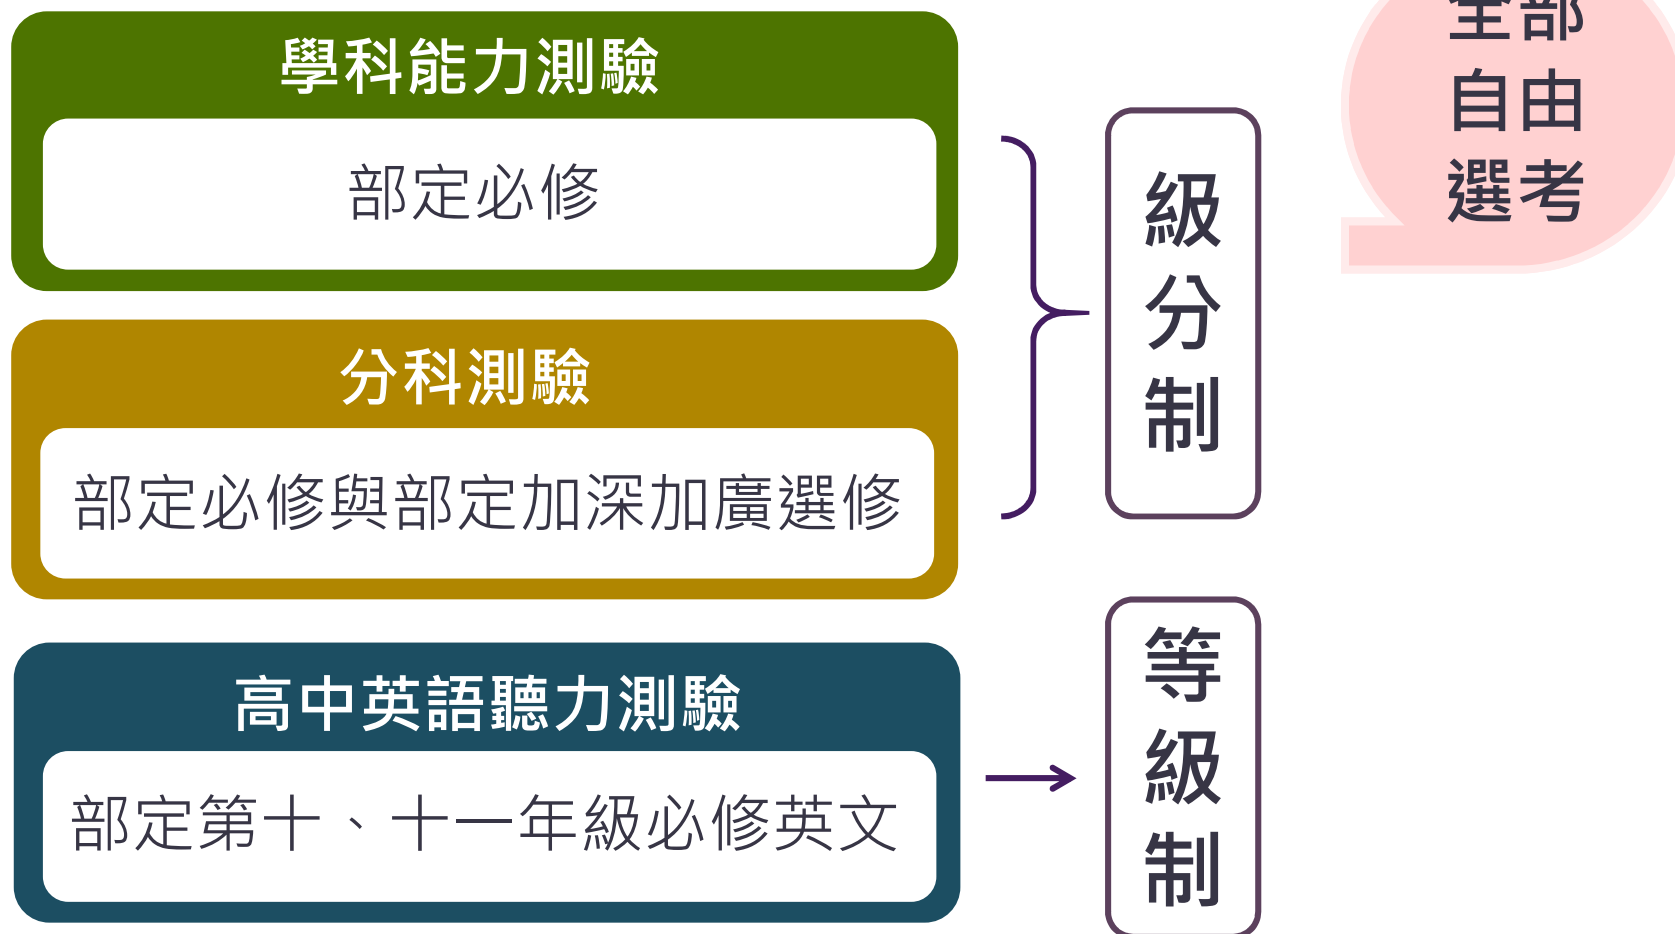 學科能力測驗
部定必修
分科測驗
部定必修與部定加深加廣選修
高中英語聽力測驗
部定第十、十一年級必修英文
級分制
等級制
全部
自由
選考